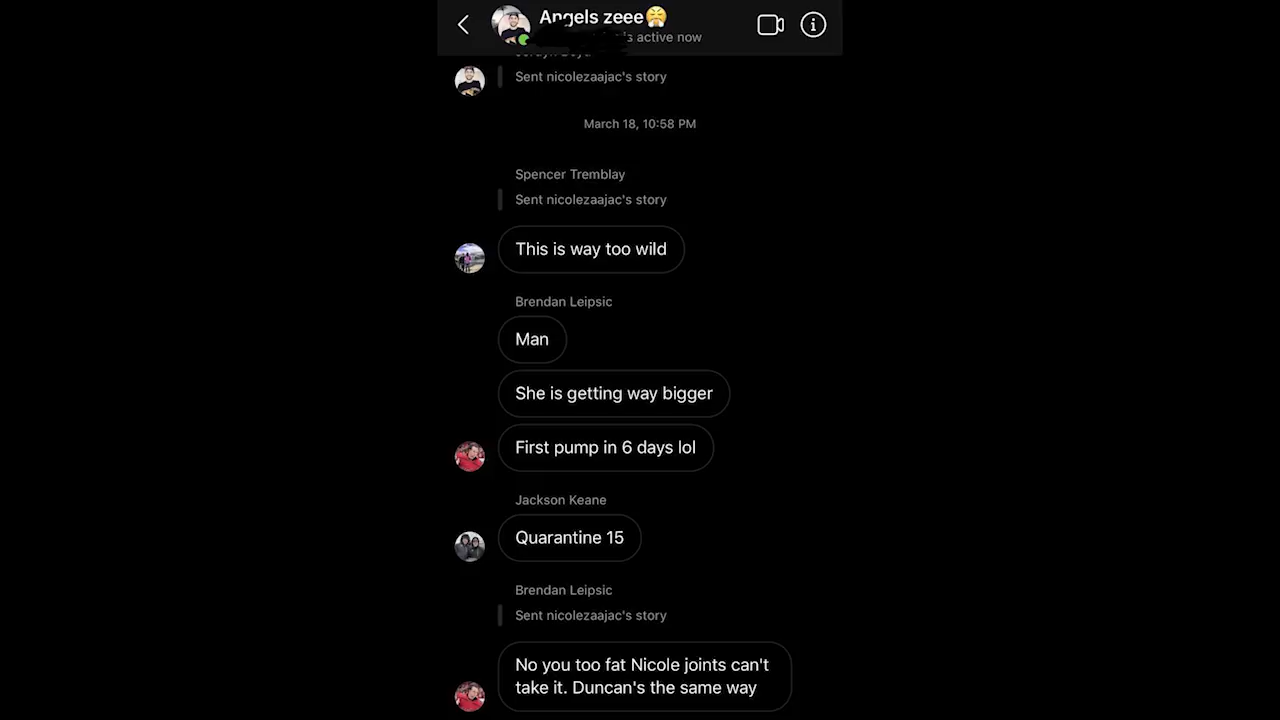 Angels zeee😤
is active now
Sent nicolezaajac's story
March 18, 10:58 PM
Spencer Tremblay
Sent nicolezaajac's story
This is way too wild
Brendan Leipsic
Man
She is getting way bigger
First pump in 6 days lol
Jackson Keane
Quarantine 15
Brendan Leipsic
Sent nicolezaajac's story
No you too fat Nicole joints can't
take it. Duncan's the same way